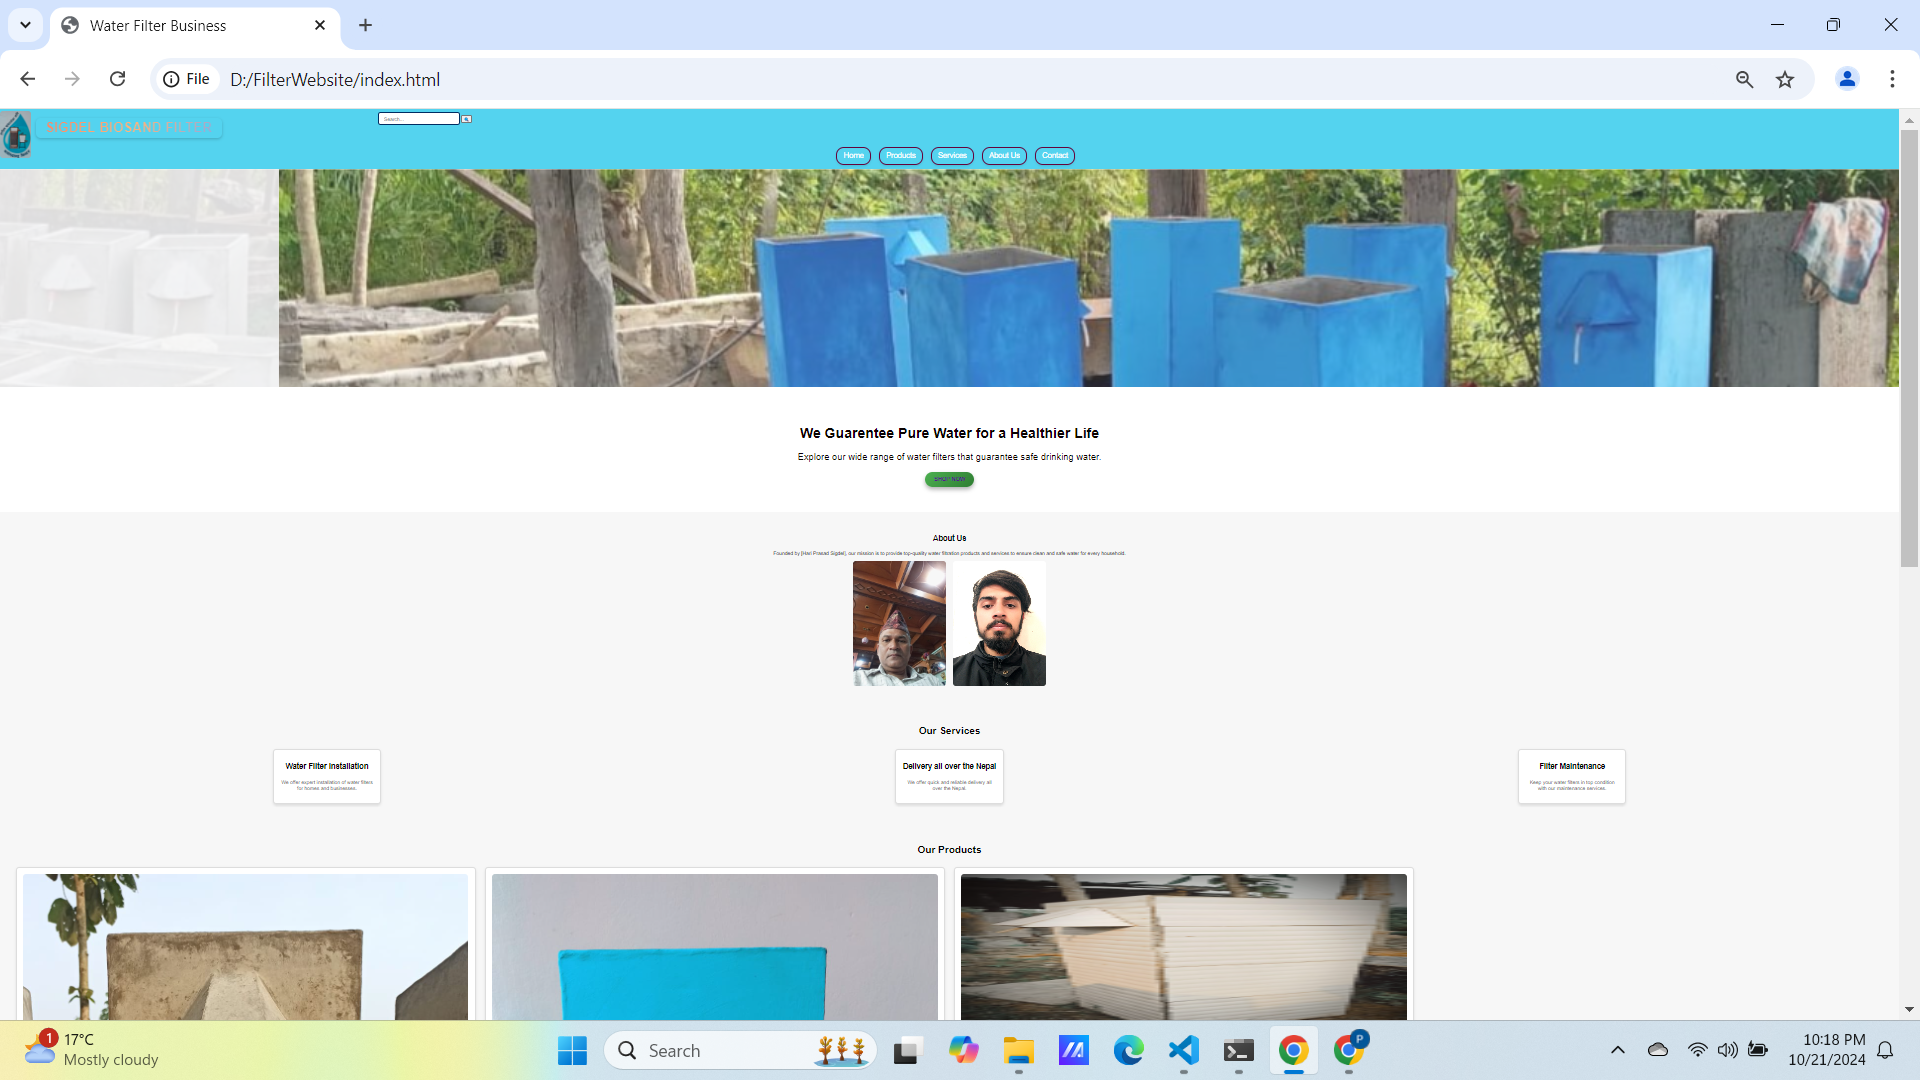 Water Filter Business
File
D:/FilterWebsite/index.html
SIGDEL BIOSAND FILTER
Search...
Home
Products
Services
About Us
Contact
We Guarentee Pure Water for a Healthier Life
Explore our wide range of water filters that guarantee safe drinking water.
SHOP NOW
About Us
Founded by [Hari Prasad Sigdel], our mission is to provide top-quality water filtration products and services to ensure clean and safe water for every household.
Our Services
Water Filter Installation
We offer expert installation of water filters
for homes and businesses.
Delivery all over the Nepal
We offer quick and reliable delivery all
over the Nepal.
Filter Maintenance
Keep your water filters in top condition
with our maintenance services.
Our Products
1
17°C
Mostly cloudy
Search
P
10:18 PM
10/21/2024